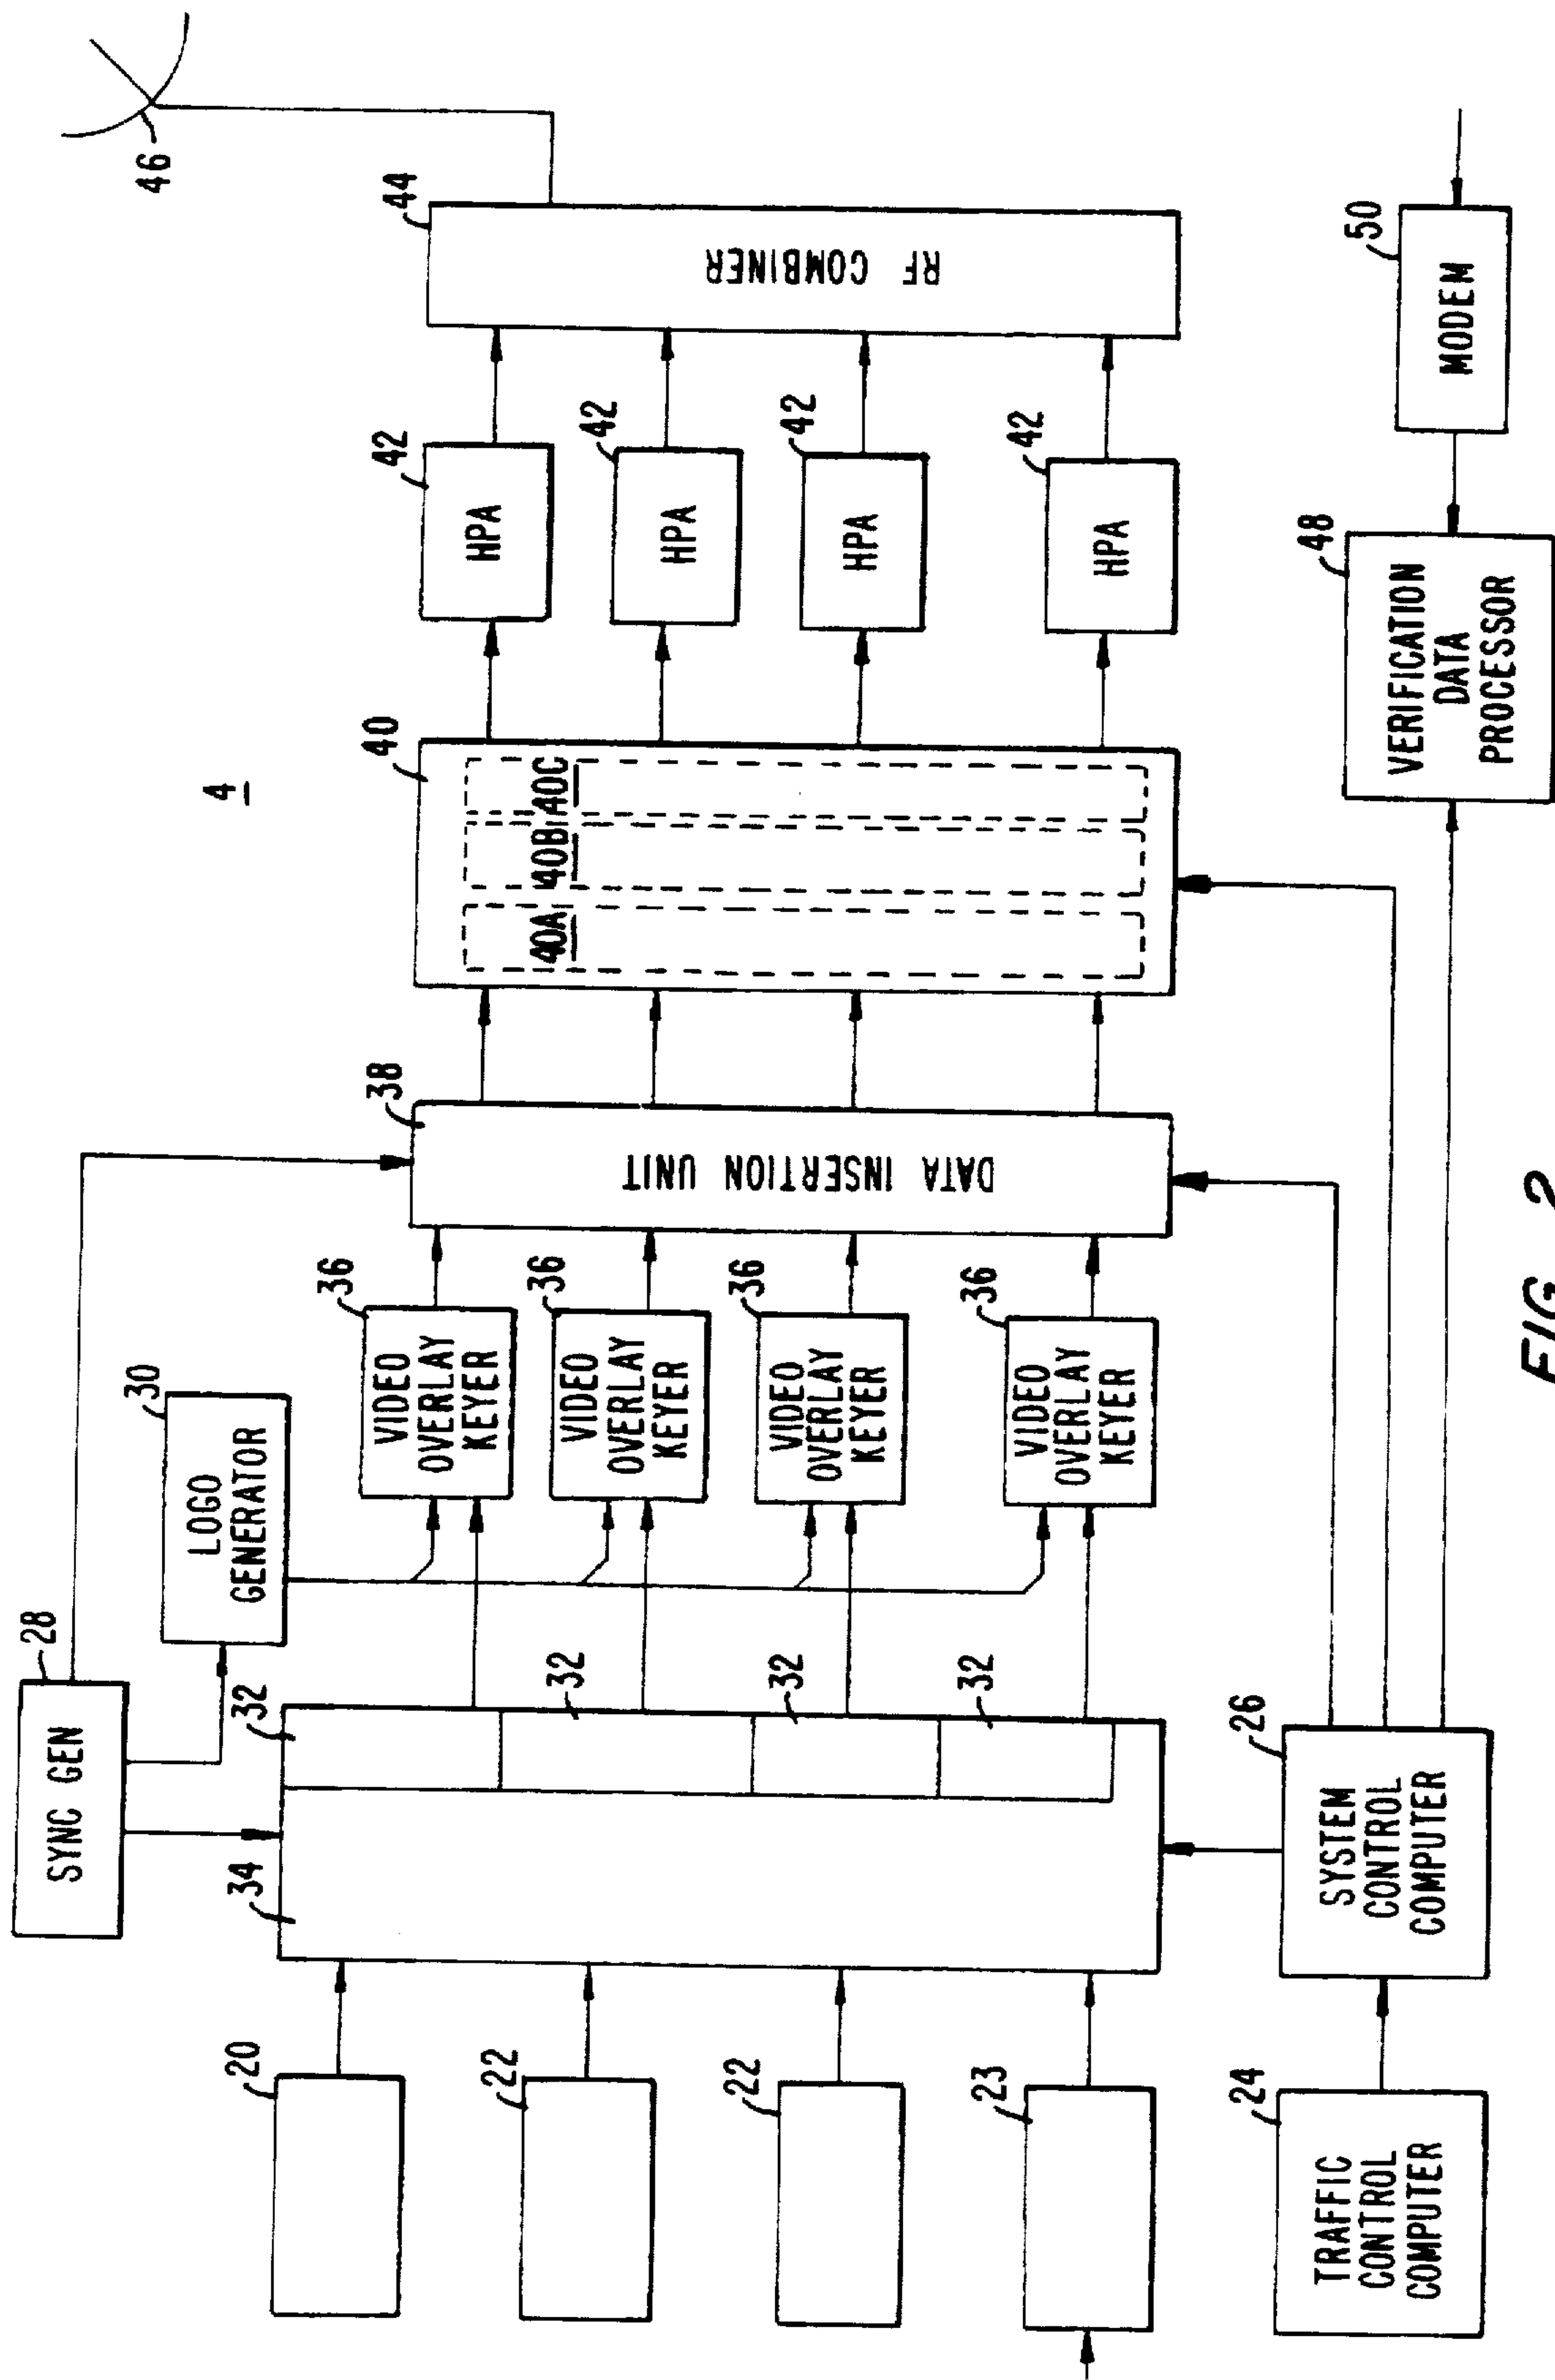 4
28
SYNC GEN
30
LOGO
GENERATOR
46
20
22
22
23
34
32
32
32
32
36
VIDEO
OVERLAY
KEYER
36
VIDEO
OVERLAY
KEYER
36
VIDEO
OVERLAY
KEYER
36
VIDEO
OVERLAY
KEYER
38
DATA INSERTION UNIT
40
40A
40B
40C
42
HPA
42
HPA
42
HPA
42
HPA
44
RF COMBINER
24
TRAFFIC
CONTROL
COMPUTER
26
SYSTEM
CONTROL
COMPUTER
48
VERIFICATION
DATA
PROCESSOR
50
MODEM
FIG. 2